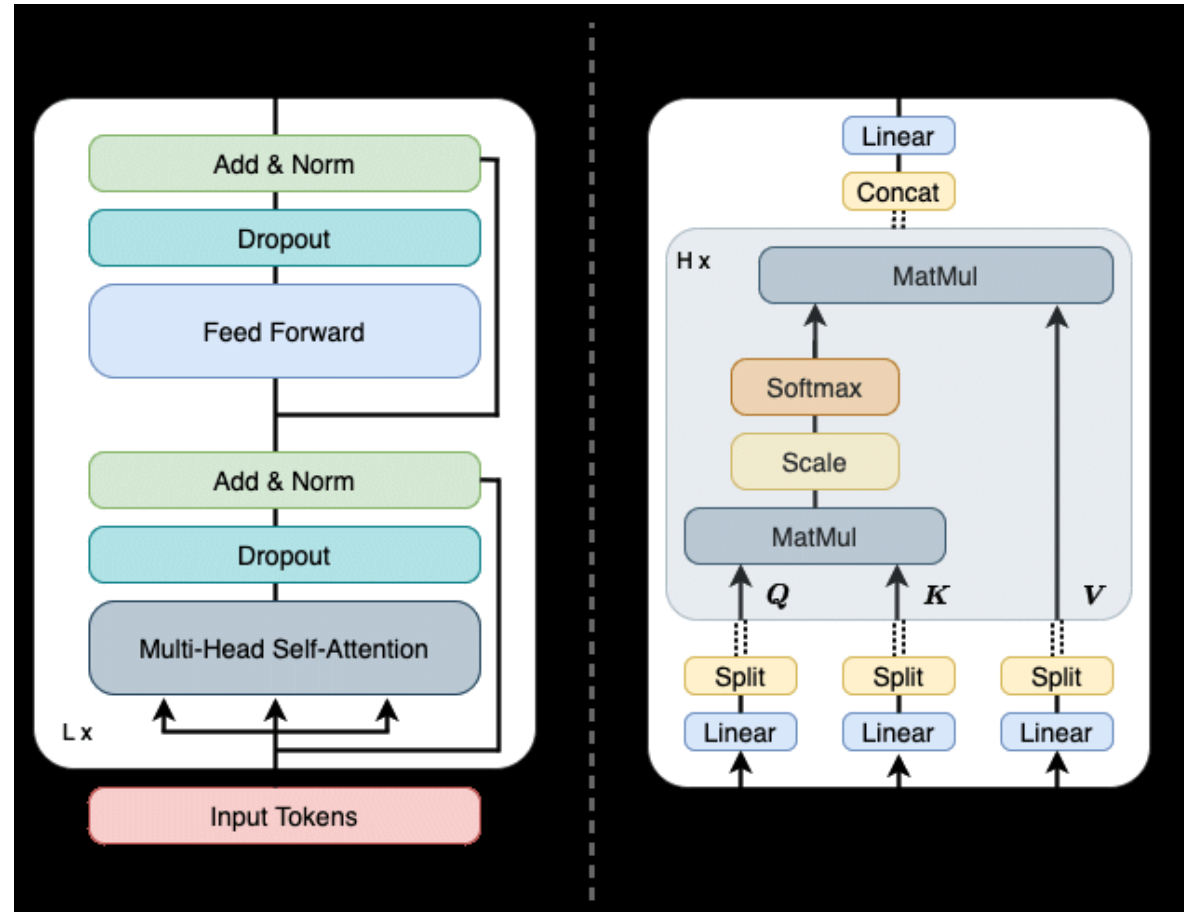 Add & Norm
Dropout
Feed Forward
Add & Norm
Dropout
Multi-Head Self-Attention
L x
Input Tokens
Linear
Concat
H x
MatMul
Softmax
Scale
MatMul
Q K V
Split Split Split
Linear Linear Linear